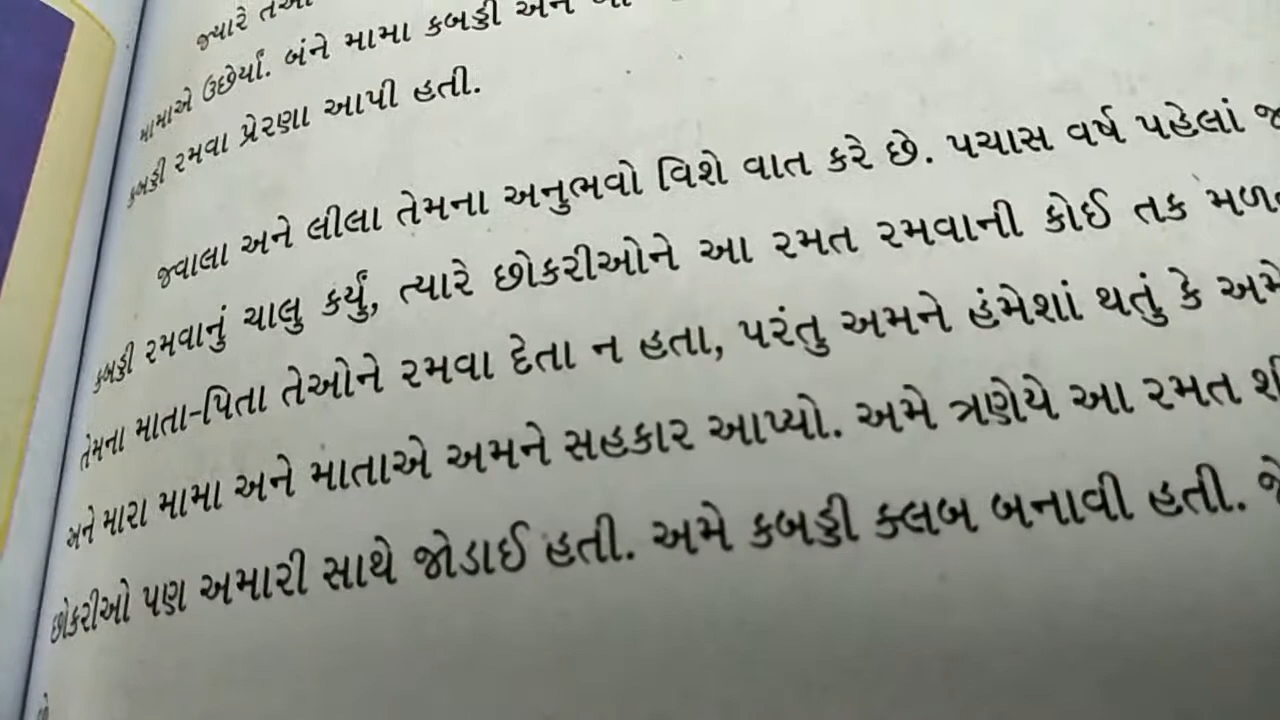 જ્યારે
મામાએ ઉછેર્યાં. બંને મામા કબડ્ડી અને
કબડ્ડી રમવા પ્રેરણા આપી હતી.
જ્વાલા અને લીલા તેમના અનુભવો વિશે વાત કરે છે. પચાસ વર્ષ પહેલાં
કબડ્ડી રમવાનું ચાલુ કર્યું, ત્યારે છોકરીઓને આ રમત રમવાની કોઈ તક
તેમના માતા-પિતા તેઓને રમવા દેતા ન હતા, પરંતુ અમને હંમેશાં થતું કે અમે
અને મારા મામા અને માતાએ અમને સહકાર આપ્યો. અમે ત્રણેયે આ રમત
છોકરીઓ પણ અમારી સાથે જોડાઈ હતી. અમે કબડ્ડી ક્લબ બનાવી હતી.